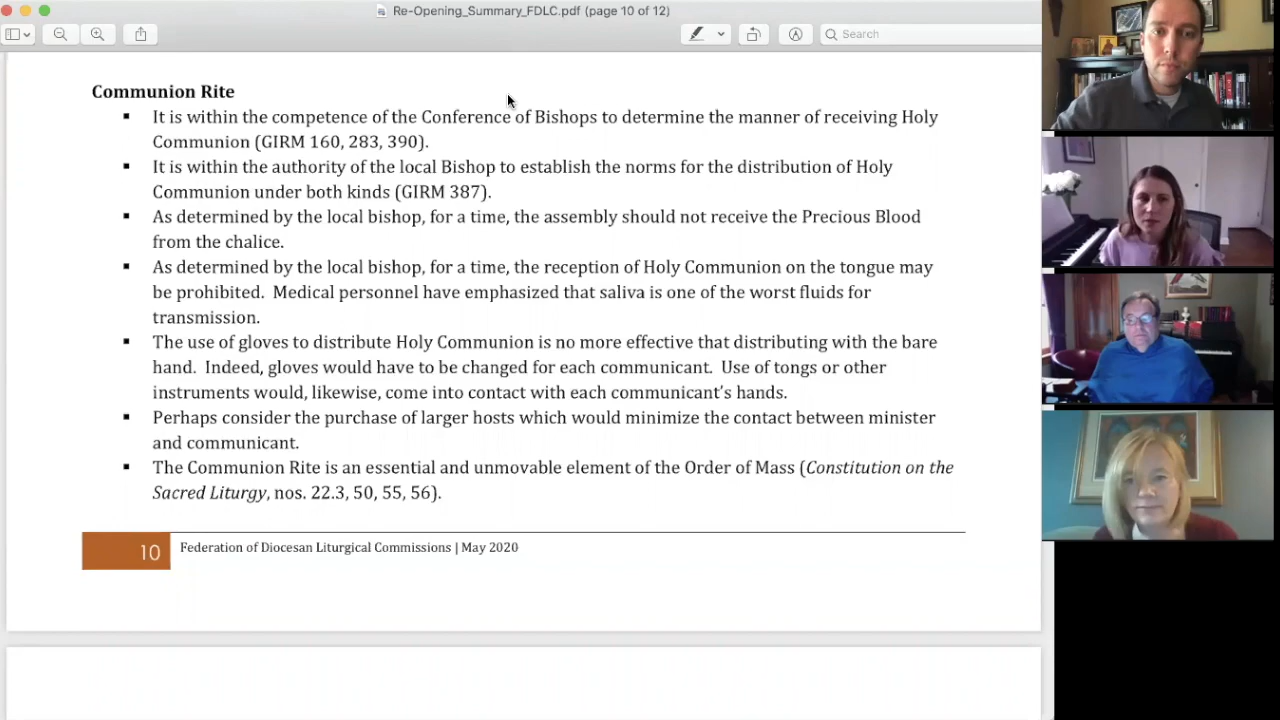 Re-Opening_Summary_FDLC.pdf (page 10 of 12)
Search
Communion Rite
▪ It is within the competence of the Conference of Bishops to determine the manner of receiving Holy
Communion (GIRM 160, 283, 390).
▪ It is within the authority of the local Bishop to establish the norms for the distribution of Holy
Communion under both kinds (GIRM 387).
▪ As determined by the local bishop, for a time, the assembly should not receive the Precious Blood
from the chalice.
▪ As determined by the local bishop, for a time, the reception of Holy Communion on the tongue may
be prohibited. Medical personnel have emphasized that saliva is one of the worst fluids for
transmission.
▪ The use of gloves to distribute Holy Communion is no more effective that distributing with the bare
hand. Indeed, gloves would have to be changed for each communicant. Use of tongs or other
instruments would, likewise, come into contact with each communicant's hands.
▪ Perhaps consider the purchase of larger hosts which would minimize the contact between minister
and communicant.
▪ The Communion Rite is an essential and unmovable element of the Order of Mass (Constitution on the
Sacred Liturgy, nos. 22.3, 50, 55, 56).
10 Federation of Diocesan Liturgical Commissions | May 2020